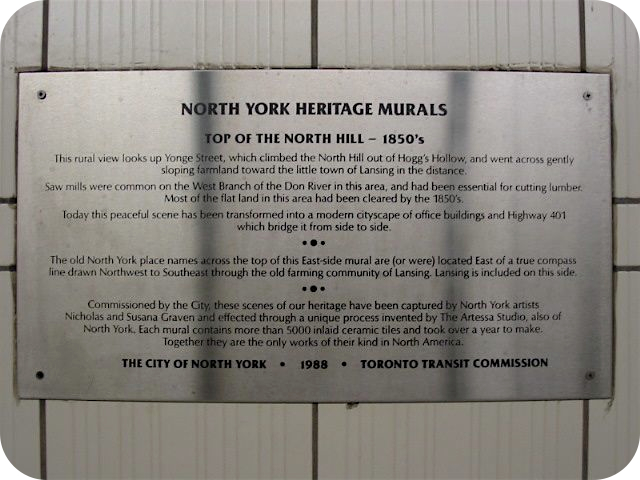 NORTH YORK HERITAGE MURALS
TOP OF THE NORTH HILL – 1850's
This rural view looks up Yonge Street, which climbed the North Hill out of Hogg's Hollow, and went across gently
sloping farmland toward the little town of Lansing in the distance.
Saw mills were common on the West Branch of the Don River in this area, and had been essential for cutting lumber.
Most of the flat land in this area had been cleared by the 1850's.
Today this peaceful scene has been transformed into a modern cityscape of office buildings and Highway 401
which bridge it from side to side.
• • •
The old North York place names across the top of this East-side mural are (or were) located East of a true compass
line drawn Northwest to Southeast through the old farming community of Lansing. Lansing is included on this side.
• • •
Commissioned by the City, these scenes of our heritage have been captured by North York artists
Nicholas and Susana Graven and effected through a unique process invented by The Artessa Studio, also of
North York. Each mural contains more than 5000 inlaid ceramic tiles and took over a year to make.
Together they are the only works of their kind in North America.
THE CITY OF NORTH YORK • 1988 • TORONTO TRANSIT COMMISSION